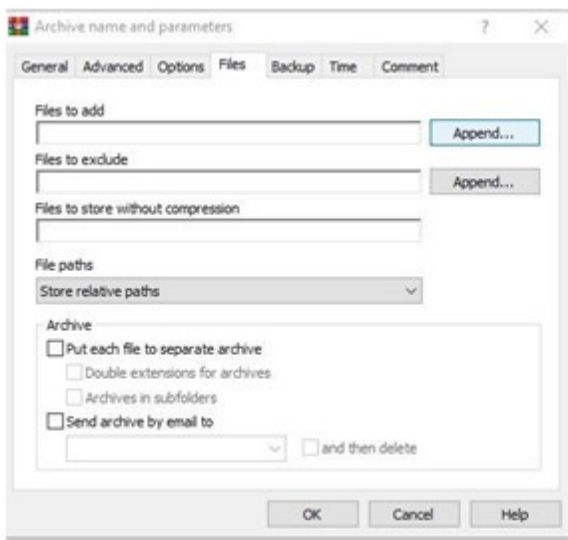 Archive name and parameters
General Advanced Options Files Backup Time Comment
Files to add
Append...
Files to exclude
Append...
Files to store without compression
File paths
Store relative paths
Archive
Put each file to separate archive
Double extensions for archives
Archives in subfolders
Send archive by email to
and then delete
OK Cancel Help